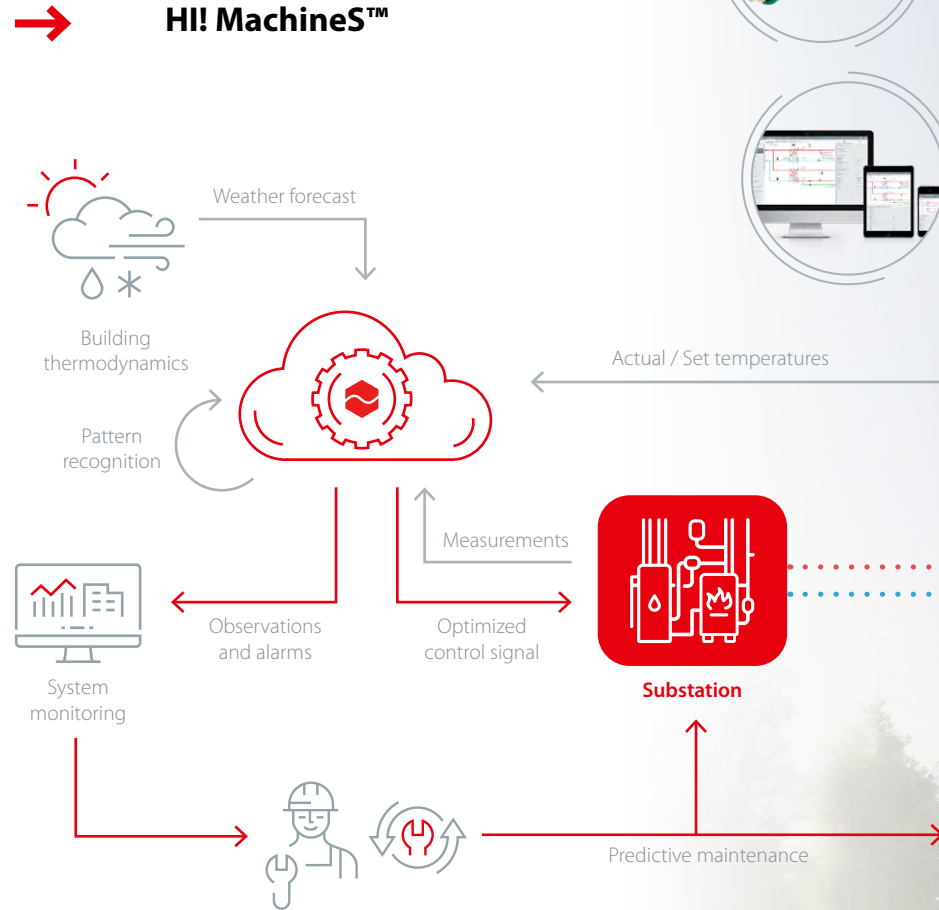 HI! MachineS™
Weather forecast
Building
thermodynamics
Actual / Set temperatures
Pattern
recognition
Measurements
Observations
and alarms
Optimized
control signal
System
monitoring
Substation
Predictive maintenance